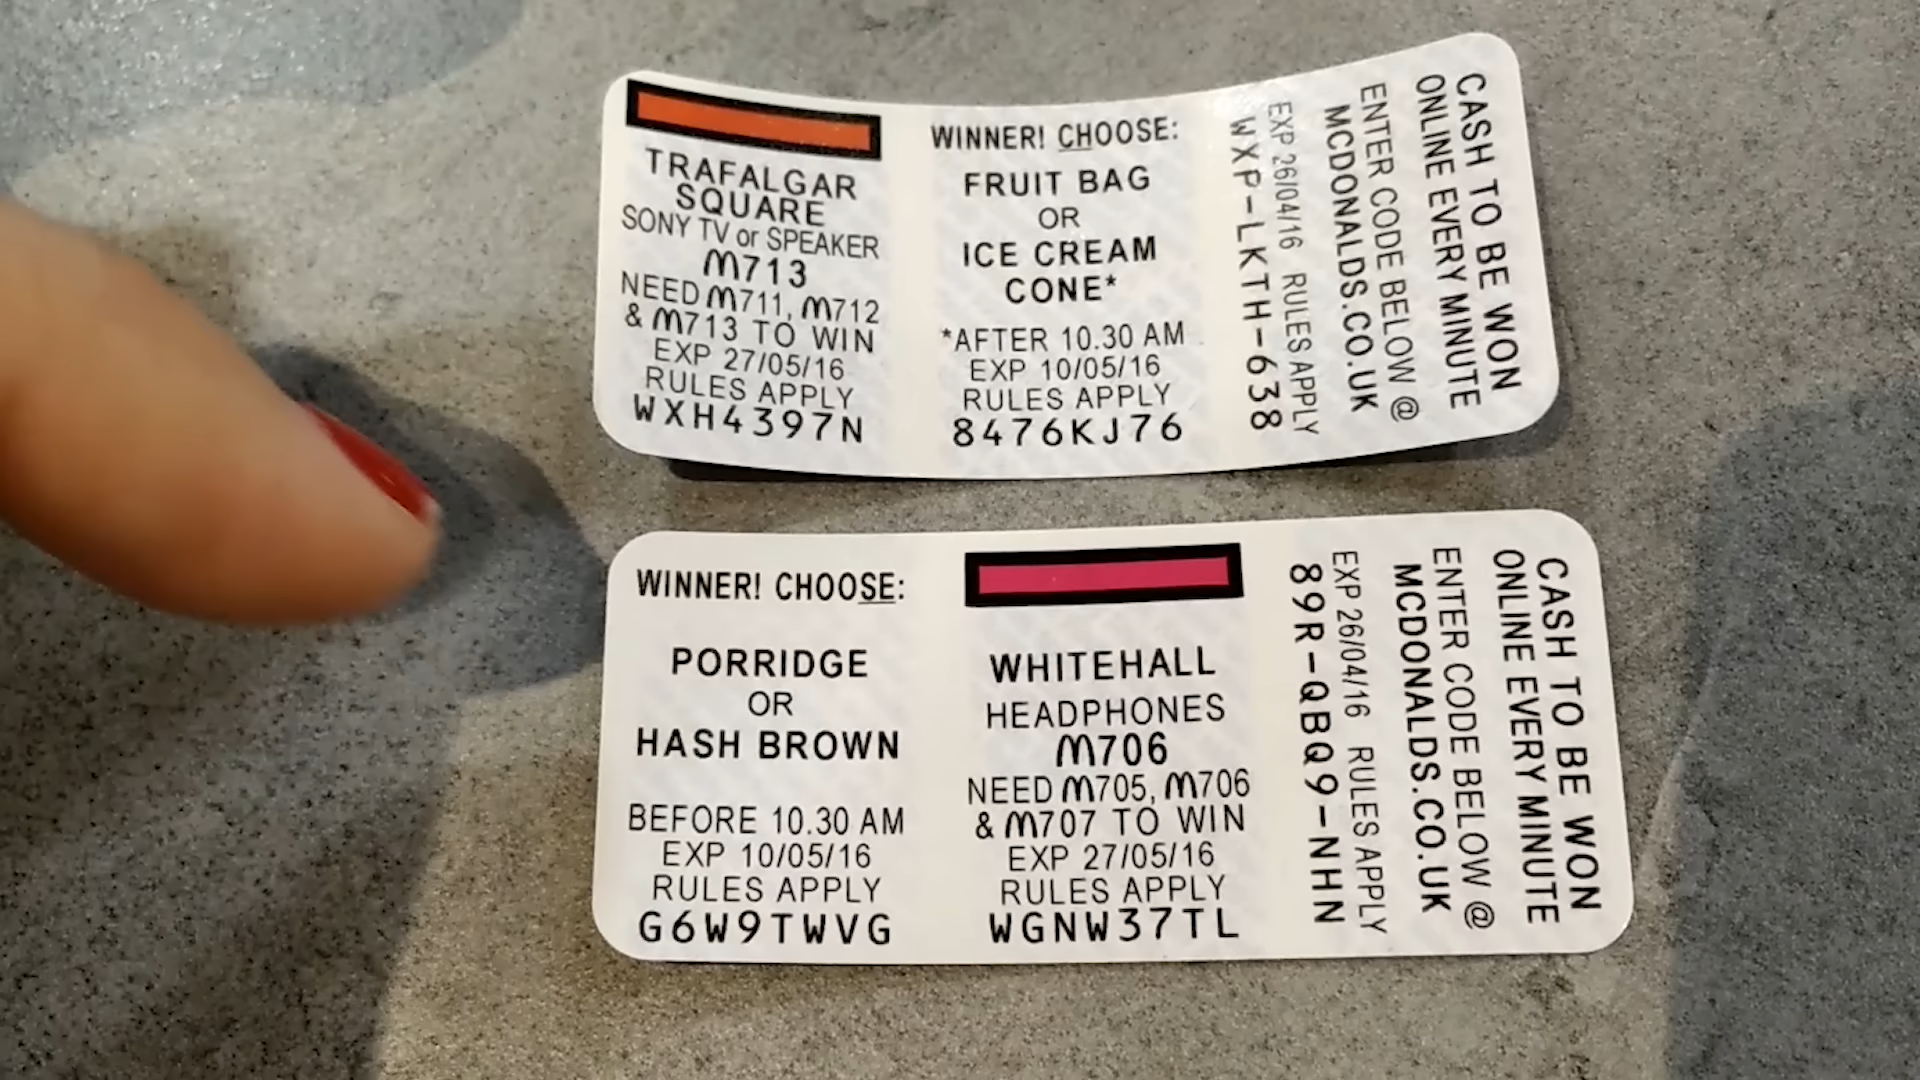 TRAFALGAR
SQUARE
SONY TV or SPEAKER
M713
NEED M711, M712
& M713 TO WIN
EXP 27/05/16
RULES APPLY
WXH4397N
WINNER! CHOOSE:
FRUIT BAG
OR
ICE CREAM
CONE*
*AFTER 10.30 AM
EXP 10/05/16
RULES APPLY
8476KJ76
CASH TO BE WON
ONLINE EVERY MINUTE
ENTER CODE BELOW @
MCDONALDS.CO.UK
EXP 26/04/16 RULES APPLY
WXP-LKTH-638
WINNER! CHOOSE:
PORRIDGE
OR
HASH BROWN
BEFORE 10.30 AM
EXP 10/05/16
RULES APPLY
G6W9TWVG
WHITEHALL
HEADPHONES
M706
NEED M705, M706
& M707 TO WIN
EXP 27/05/16
RULES APPLY
WGNW37TL
CASH TO BE WON
ONLINE EVERY MINUTE
ENTER CODE BELOW @
MCDONALDS.CO.UK
EXP 26/04/16 RULES APPLY
89R-QBQ9-NHN